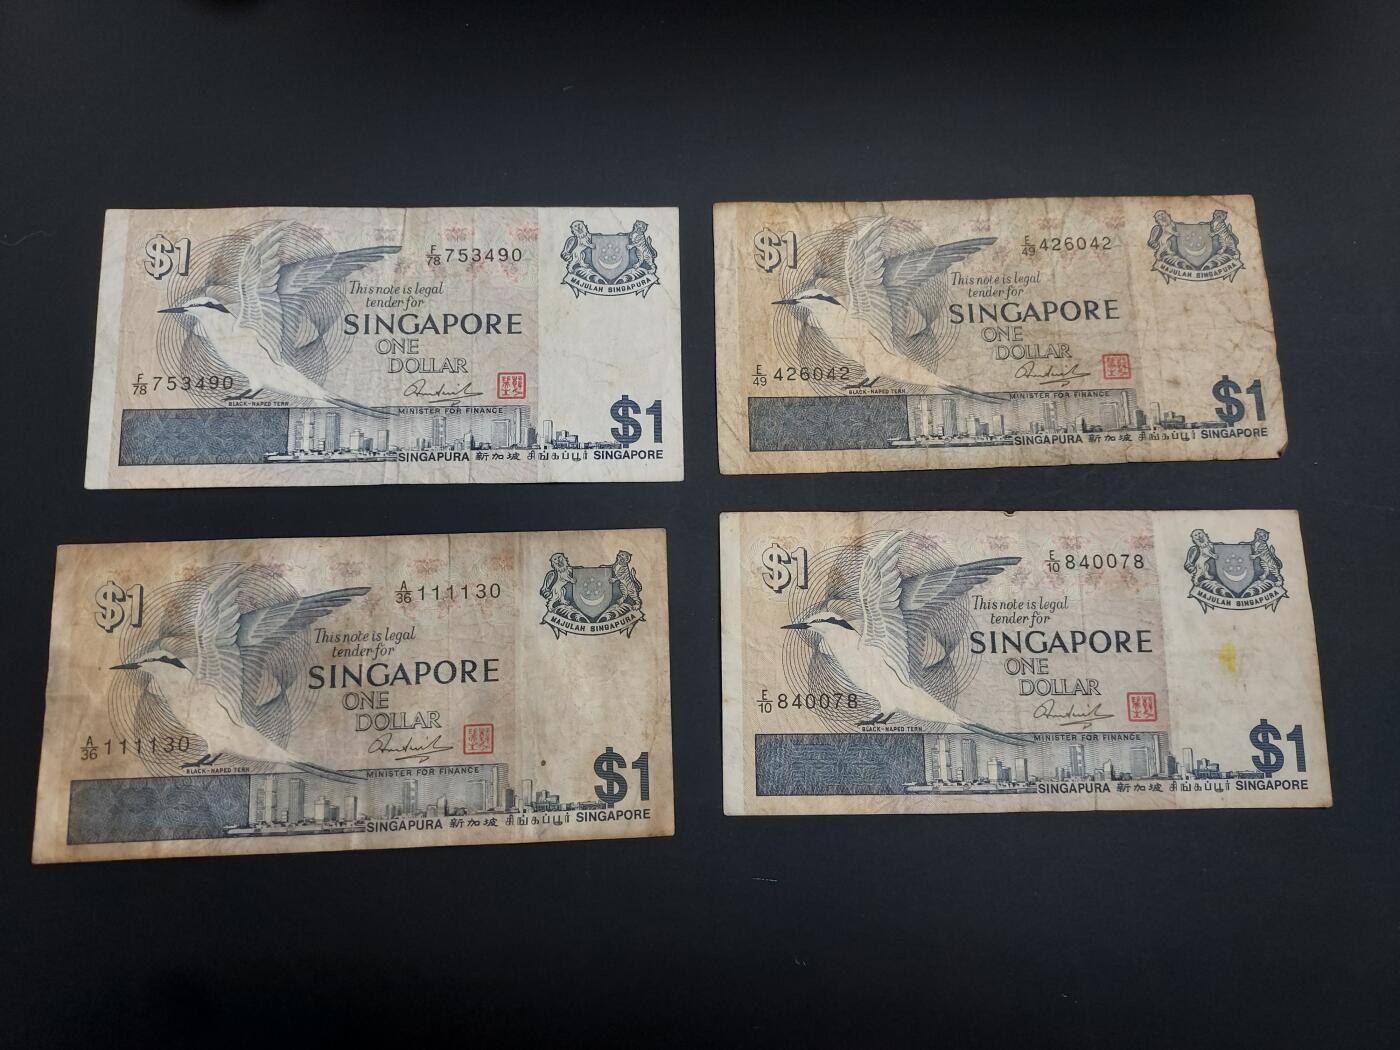 $1
F/78 753490
MAJULAH SINGAPURA
This note is legal
tender for
SINGAPORE
ONE
DOLLAR
F/78 753490
BLACK-NAPED TERN
MINISTER FOR FINANCE
$1
SINGAPURA 新加坡 சிங்கப்பூர் SINGAPORE
$1
E/49 426042
MAJULAH SINGAPURA
This note is legal
tender for
SINGAPORE
ONE
DOLLAR
E/49 426042
BLACK-NAPED TERN
MINISTER FOR FINANCE
$1
SINGAPURA 新加坡 சிங்கப்பூர் SINGAPORE
$1
A/36 111130
MAJULAH SINGAPURA
This note is legal
tender for
SINGAPORE
ONE
DOLLAR
A/36 111130
BLACK-NAPED TERN
MINISTER FOR FINANCE
$1
SINGAPURA 新加坡 சிங்கப்பூர் SINGAPORE
$1
E/10 840078
MAJULAH SINGAPURA
This note is legal
tender for
SINGAPORE
ONE
DOLLAR
E/10 840078
BLACK-NAPED TERN
MINISTER FOR FINANCE
$1
SINGAPURA 新加坡 சிங்கப்பூர் SINGAPORE